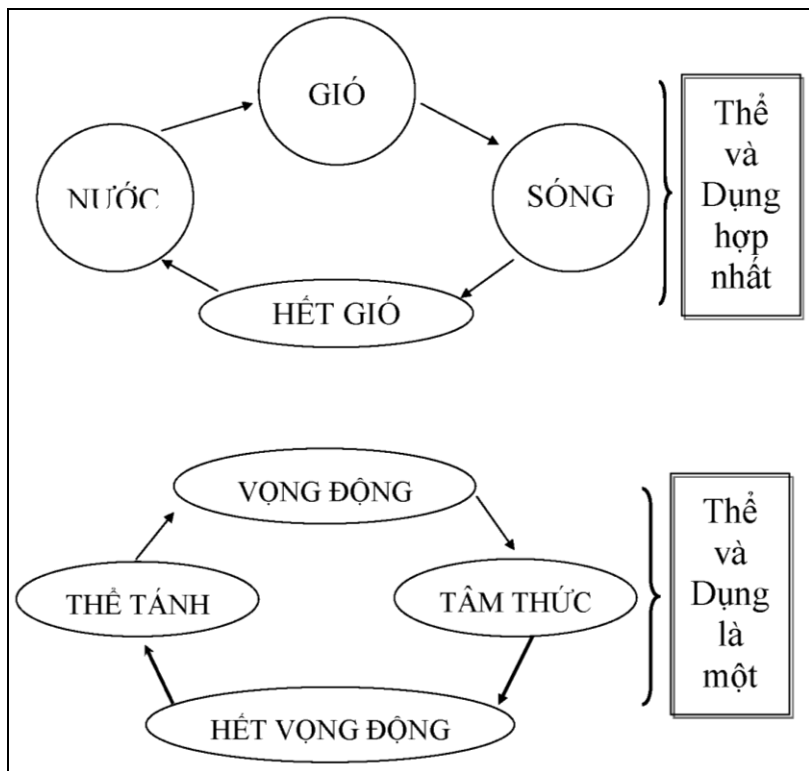 GIÓ
NƯỚC
SÓNG
HẾT GIÓ
Thể
và
Dụng
hợp
nhất
VỌNG ĐỘNG
THỂ TÁNH
TÂM THỨC
HẾT VỌNG ĐỘNG
Thể
và
Dụng
là
một